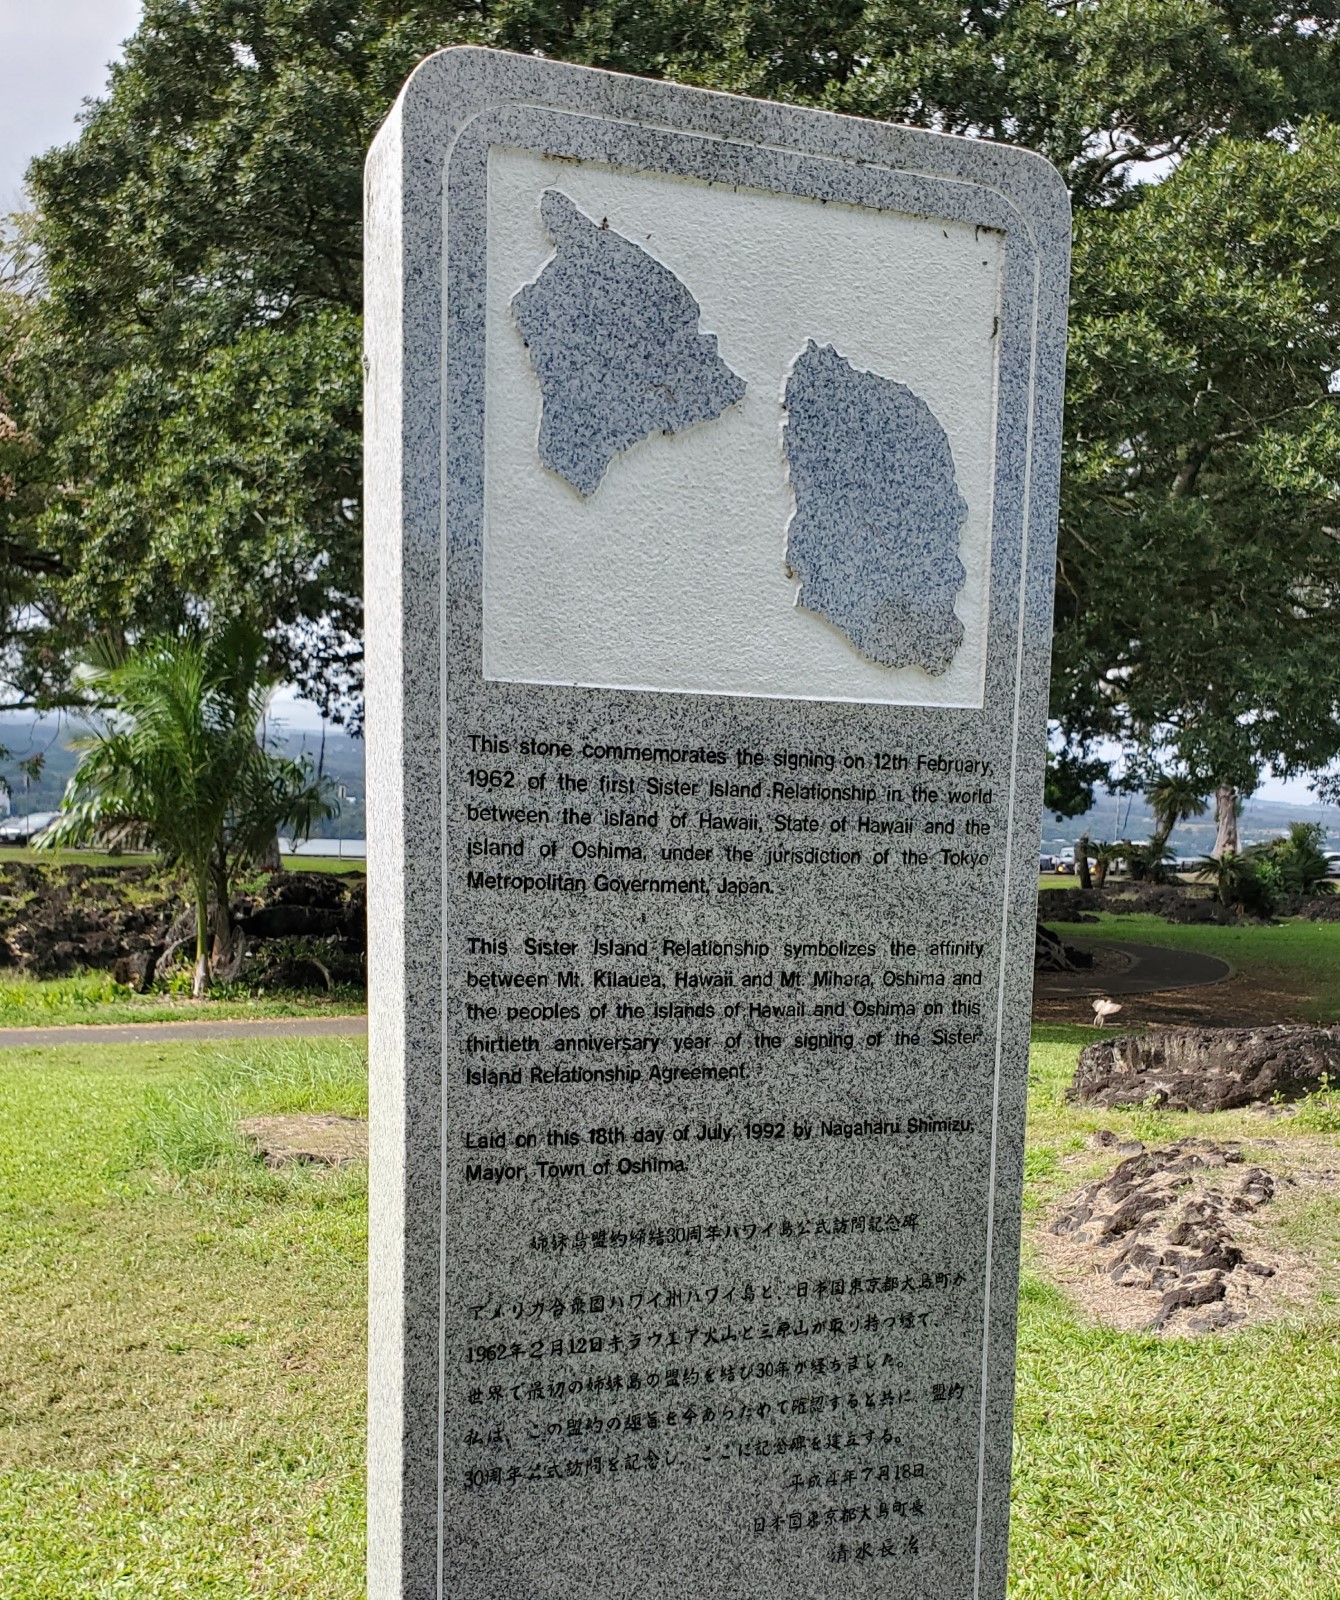 This stone commemorates the signing on 12th February,
1962 of the first Sister Island Relationship in the world
between the island of Hawaii, State of Hawaii and the
island of Oshima, under the jurisdiction of the Tokyo
Metropolitan Government, Japan.
This Sister Island Relationship symbolizes the affinity
between Mt. Kilauea, Hawaii and Mt. Mihara, Oshima and
the peoples of the islands of Hawaii and Oshima on this
thirtieth anniversary year of the signing of the Sister
Island Relationship Agreement.
Laid on this 18th day of July, 1992 by Nagaharu Shimizu,
Mayor, Town of Oshima.
姉妹島盟約締結30周年ハワイ島公式訪問記念碑
アメリカ合衆国ハワイ州ハワイ島と、日本国東京都大島町が
1962年2月12日キラウエア火山と三原山が取り持つ縁で、
世界で最初の姉妹島の盟約を結び30年が経ちました。
私は、この盟約の趣旨を今あらためて確認すると共に、盟約
30周年公式訪問を記念し、ここに記念碑を建立する。
平成4年7月18日
日本国東京都大島町長
清水長治